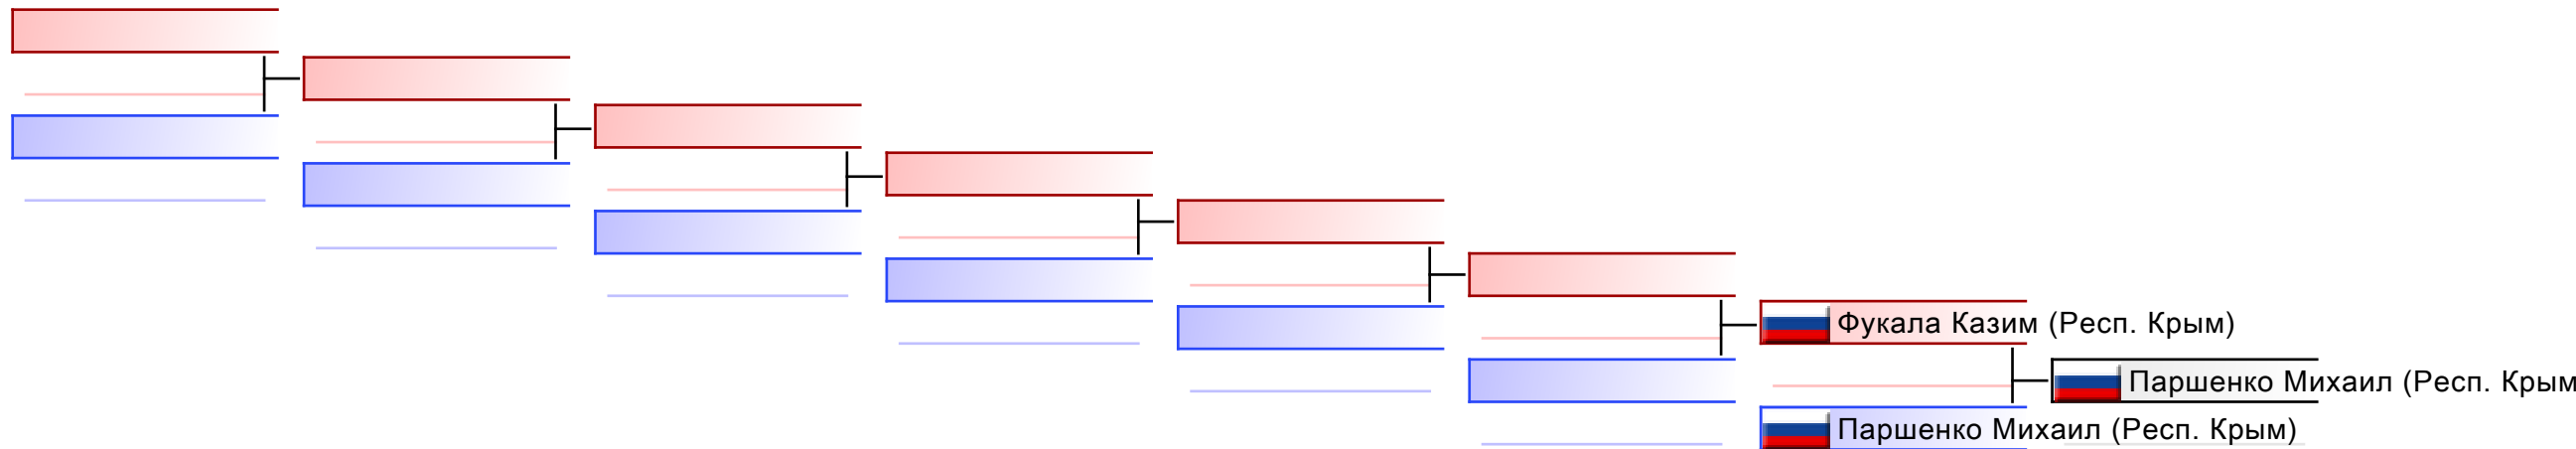 Фукала Казим (Респ. Крым)
Паршенко Михаил (Респ. Крым
Паршенко Михаил (Респ. Крым)